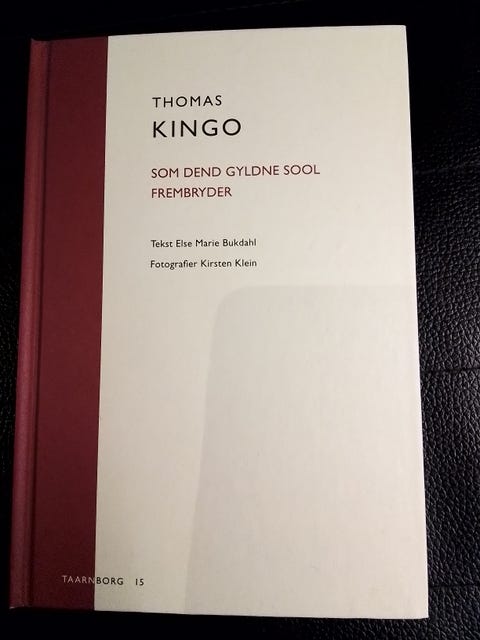 THOMAS
KINGO
SOM DEND GYLDNE SOOL
FREMBRYDER
Tekst Else Marie Bukdahl
Fotografier Kirsten Klein
TAARNBORG 15